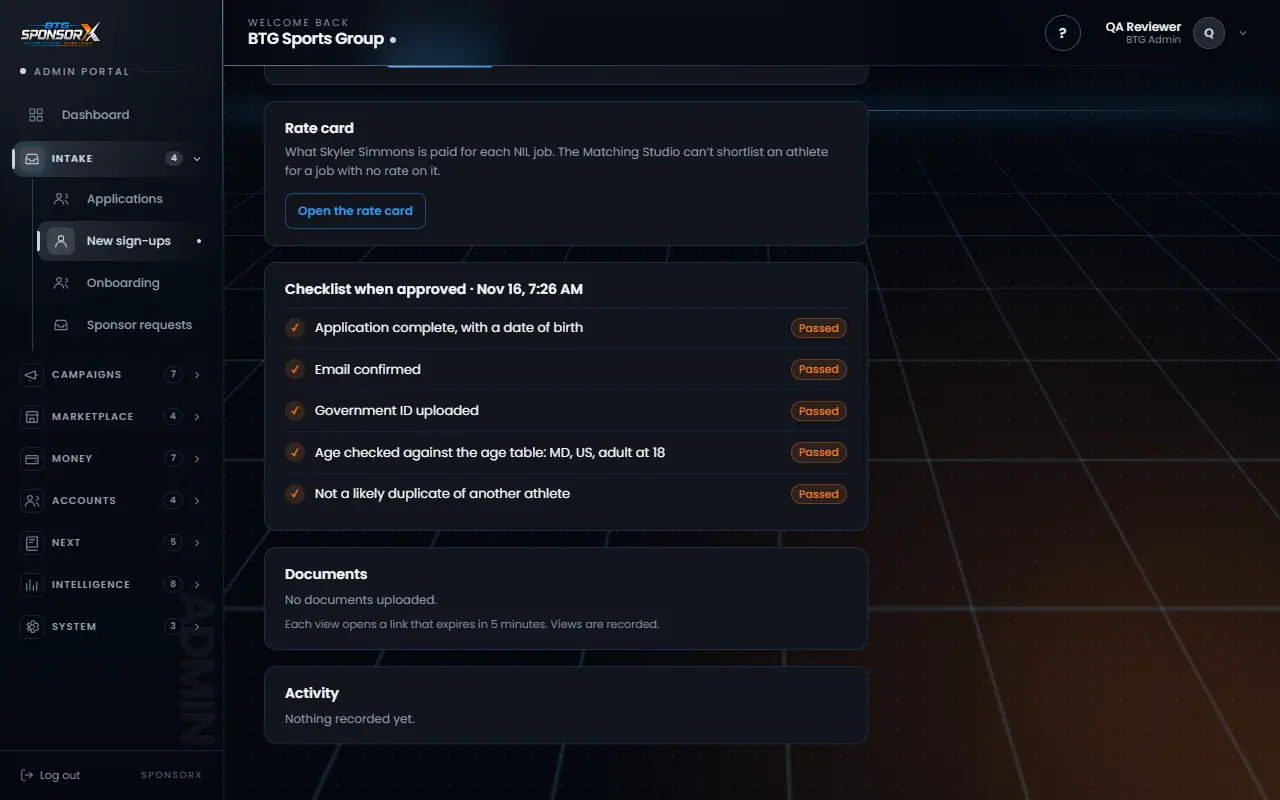 BTG
SPONSORX
ADMIN PORTAL
Dashboard
INTAKE 4
Applications
New sign-ups
Onboarding
Sponsor requests
CAMPAIGNS 7
MARKETPLACE 4
MONEY 7
ACCOUNTS 4
NEXT 5
INTELLIGENCE 8
SYSTEM 3
ADMIN
Log out
SPONSORX
WELCOME BACK
BTG Sports Group
?
QA Reviewer
BTG Admin
Q
Rate card
What Skyler Simmons is paid for each NIL job. The Matching Studio can't shortlist an athlete
for a job with no rate on it.
Open the rate card
Checklist when approved · Nov 16, 7:26 AM
Application complete, with a date of birth Passed
Email confirmed Passed
Government ID uploaded Passed
Age checked against the age table: MD, US, adult at 18 Passed
Not a likely duplicate of another athlete Passed
Documents
No documents uploaded.
Each view opens a link that expires in 5 minutes. Views are recorded.
Activity
Nothing recorded yet.